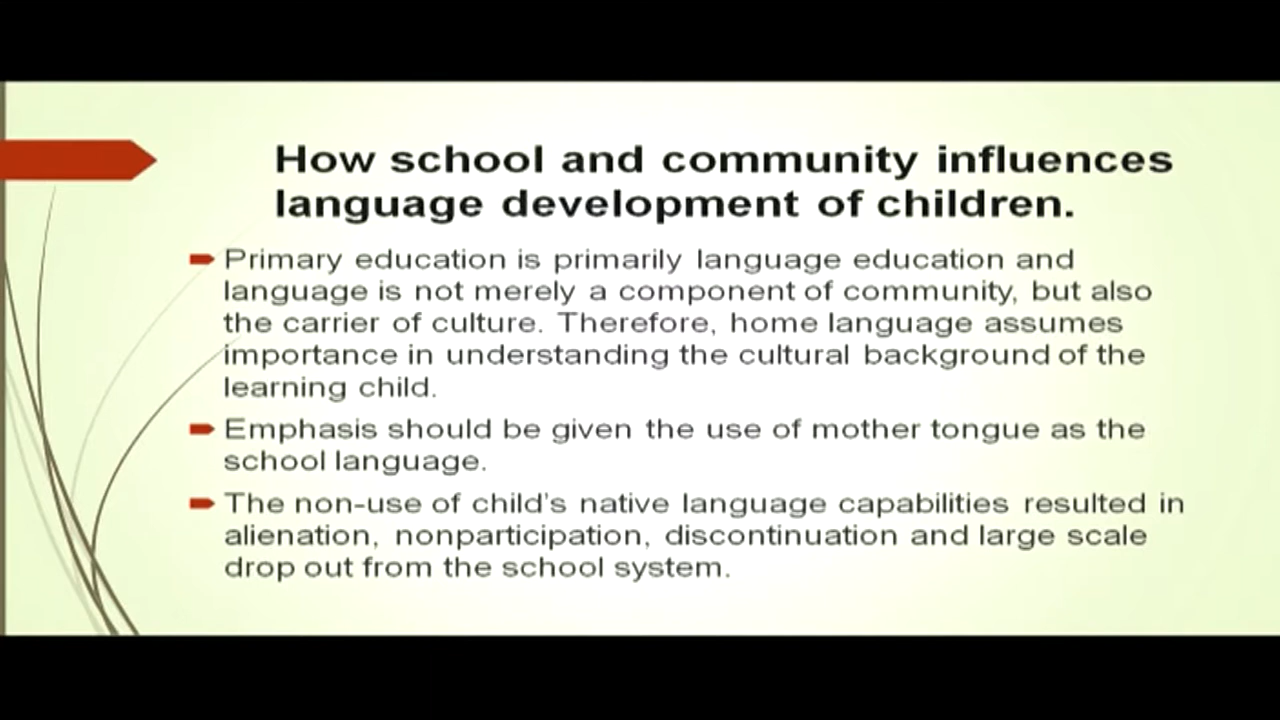 How school and community influences
language development of children.
Primary education is primarily language education and
language is not merely a component of community, but also
the carrier of culture. Therefore, home language assumes
importance in understanding the cultural background of the
learning child.
Emphasis should be given the use of mother tongue as the
school language.
The non-use of child's native language capabilities resulted in
alienation, nonparticipation, discontinuation and large scale
drop out from the school system.